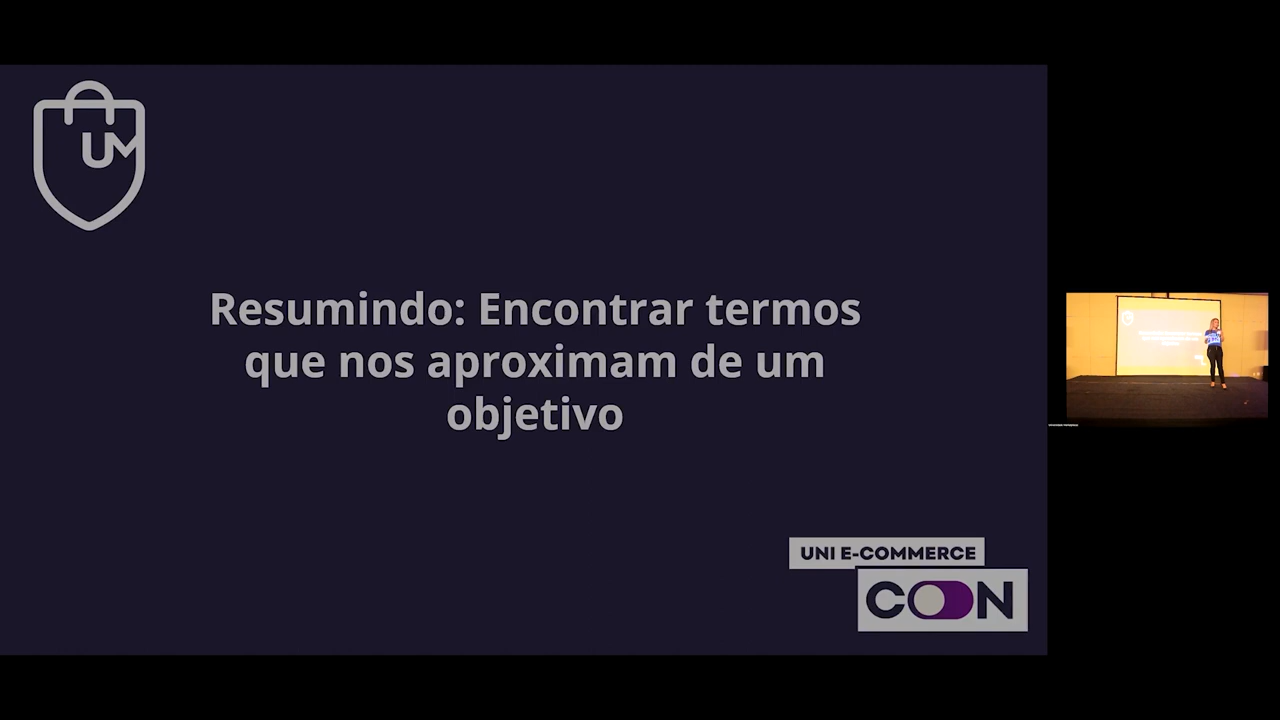 UM
Resumindo: Encontrar termos
que nos aproximam de um
objetivo
UNI E-COMMERCE
CON